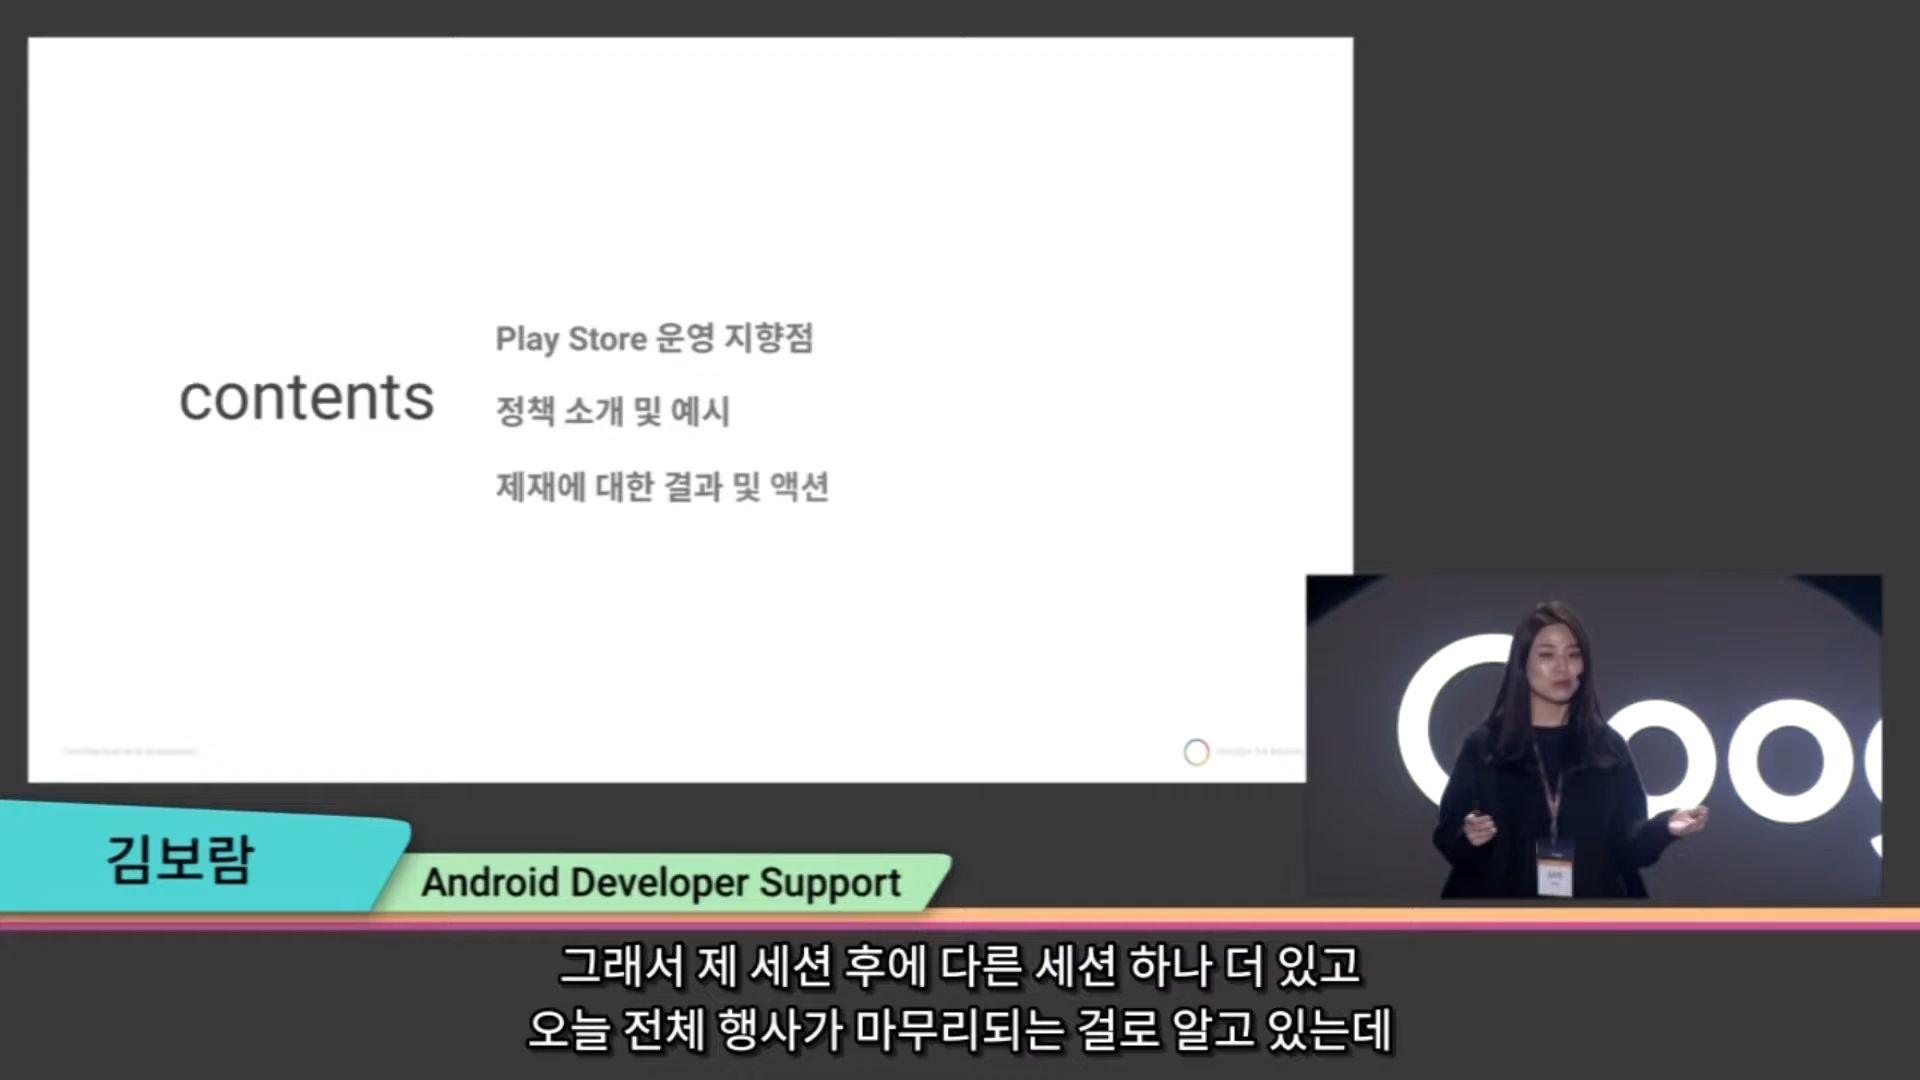 contents
Play Store 운영 지향점
정책 소개 및 예시
제재에 대한 결과 및 액션
김보람
Android Developer Support
그래서 제 세션 후에 다른 세션 하나 더 있고
오늘 전체 행사가 마무리되는 걸로 알고 있는데